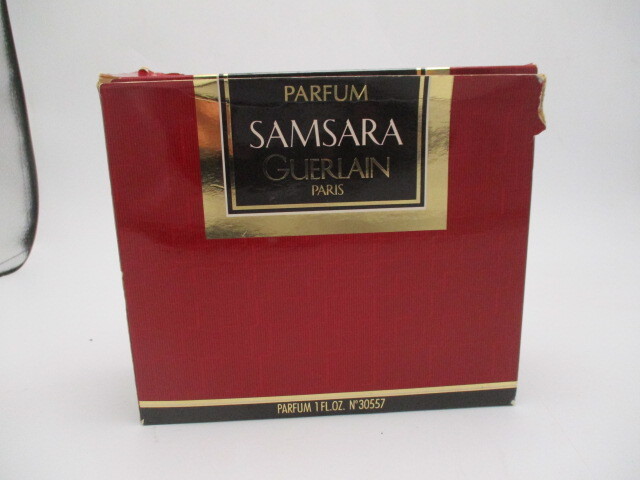 PARFUM
SAMSARA
GUERLAIN
PARIS
PARFUM 1 FL.OZ. N°30557